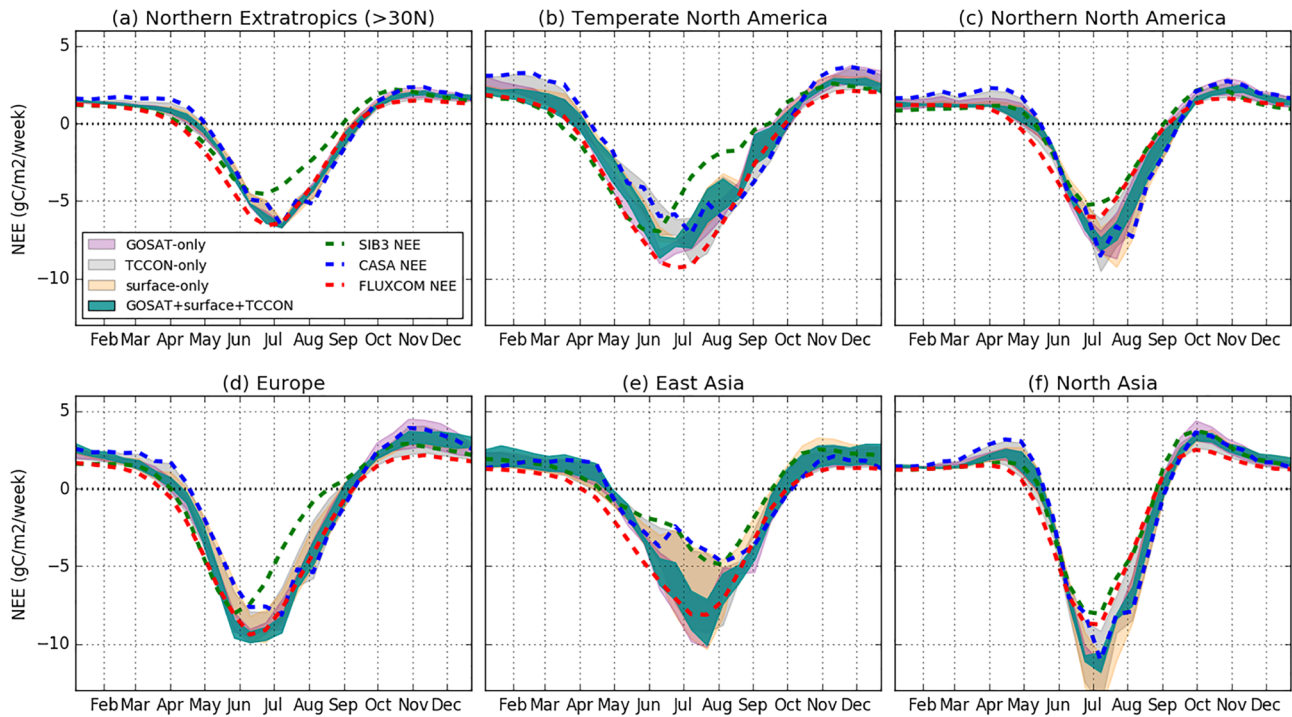 (a) Northern Extratropics (>30N)
(b) Temperate North America
(c) Northern North America
NEE (gC/m2/week)
5
0
−5
−10
GOSAT-only
TCCON-only
surface-only
GOSAT+surface+TCCON
SIB3 NEE
CASA NEE
FLUXCOM NEE
Feb Mar Apr May Jun Jul Aug Sep Oct Nov Dec
Feb Mar Apr May Jun Jul Aug Sep Oct Nov Dec
Feb Mar Apr May Jun Jul Aug Sep Oct Nov Dec
(d) Europe
(e) East Asia
(f) North Asia
NEE (gC/m2/week)
5
0
−5
−10
Feb Mar Apr May Jun Jul Aug Sep Oct Nov Dec
Feb Mar Apr May Jun Jul Aug Sep Oct Nov Dec
Feb Mar Apr May Jun Jul Aug Sep Oct Nov Dec